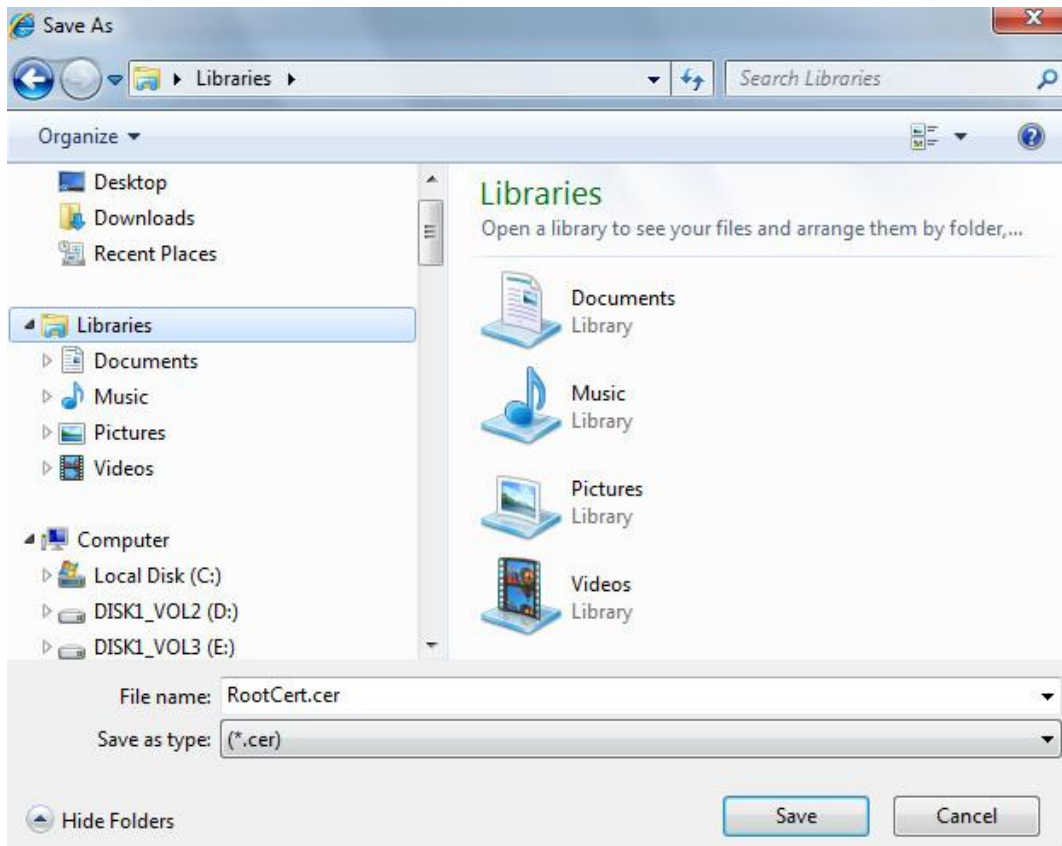 Save As
Libraries
Search Libraries
Organize
Desktop
Downloads
Recent Places
Libraries
Documents
Music
Pictures
Videos
Computer
Local Disk (C:)
DISK1_VOL2 (D:)
DISK1_VOL3 (E:)
Libraries
Open a library to see your files and arrange them by folder,...
Documents
Library
Music
Library
Pictures
Library
Videos
Library
File name: RootCert.cer
Save as type: (*.cer)
Hide Folders
Save
Cancel